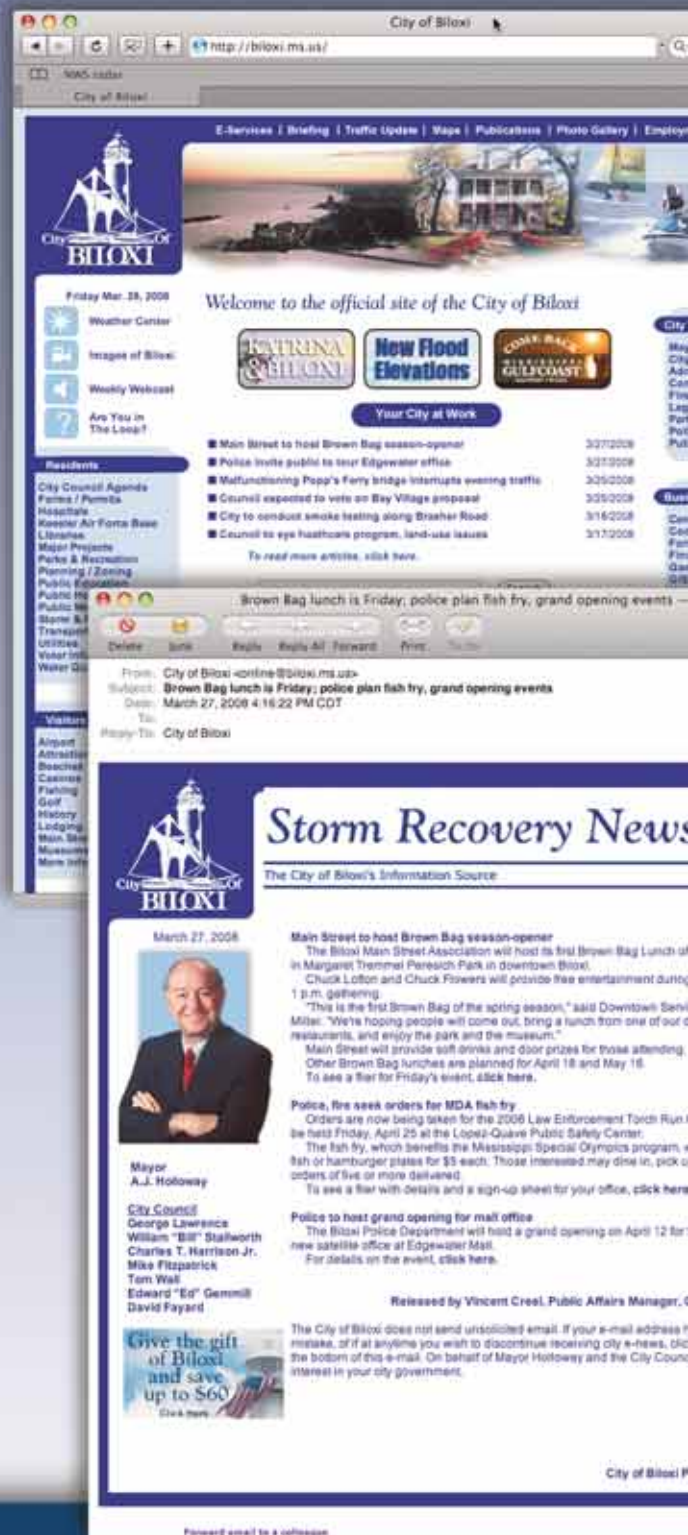 City of Biloxi
http://biloxi.ms.us/
City of Biloxi
E-Services | Briefing | Traffic Update | Maps | Publications | Photo Gallery |
City Of
BILOXI
Friday Mar. 28, 2008
Weather Center
Images of Biloxi
Weekly Webcast
Are You in
The Loop?
Welcome to the official site of the City of Biloxi
KATRINA
& BILOXI
New Flood
Elevations
COME BACK
MISSISSIPPI
GULFCOAST
Your City at Work
Main Street to host Brown Bag season-opener 3/27/2008
Police invite public to tour Edgewater office 3/27/2008
Malfunctioning Popp's Ferry bridge interrupts evening traffic 3/25/2008
Council expected to vote on Bay Village proposal 3/25/2008
City to conduct smoke testing along Brasher Road
Council to eye healthcare program, land-use issues 3/17/2008
To read more articles, click here.
Residents
City Council Agenda
Forms / Permits
Hospitals
Keesler Air Force Base
Libraries
Major Projects
Parks & Recreation
Planning / Zoning
Public Education
Utilities
Visitors
Airport
Beaches
Casinos
Fishing
Golf
History
Lodging
Brown Bag lunch is Friday; police plan fish fry, grand opening events —
Delete Junk Reply Reply All Forward Print
From: City of Biloxi <online@biloxi.ms.us>
Subject: Brown Bag lunch is Friday; police plan fish fry, grand opening events
Date: March 27, 2008 4:16:22 PM CDT
To:
Reply-To: City of Biloxi
City Of
BILOXI
Storm Recovery News
The City of Biloxi's Information Source
March 27, 2008
Mayor
A.J. Holloway
City Council
George Lawrence
William "Bill" Stallworth
Charles T. Harrison Jr.
Mike Fitzpatrick
Tom Wall
Edward "Ed" Gemmill
David Fayard
Give the gift
of Biloxi
and save
up to $60
Click here
Main Street to host Brown Bag season-opener
The Biloxi Main Street Association will host its first Brown Bag Lunch of
in Margaret Tremmel Peresich Park in downtown Biloxi.
Chuck Lofton and Chuck Flowers will provide free entertainment during
1 p.m. gathering.
"This is the first Brown Bag of the spring season," said Downtown
Miller. "We're hoping people will come out, bring a lunch from one of our
restaurants, and enjoy the park and the museum."
Main Street will provide soft drinks and door prizes for those attending.
Other Brown Bag lunches are planned for April 18 and May 16.
To see a flier for Friday's event, click here.
Police, fire seek orders for MDA fish fry
Orders are now being taken for the 2008 Law Enforcement Torch Run
be held Friday, April 25 at the Lopez-Quave Public Safety Center.
The fish fry, which benefits the Mississippi Special Olympics program,
fish or hamburger plates for $5 each. Those interested may dine in, pick
orders of five or more delivered.
To see a flier with details and a sign-up sheet for your office, click here
Police to host grand opening for mall office
The Biloxi Police Department will hold a grand opening on April 12 for
new satellite office at Edgewater Mall.
For details on the event, click here.
Released by Vincent Creel, Public Affairs Manager,
The City of Biloxi does not send unsolicited email. If your e-mail address
mistake, of if at anytime you wish to discontinue receiving city e-news,
the bottom of this e-mail. On behalf of Mayor Holloway and the City
interest in your city government.
City of Biloxi
Forward email to a colleague